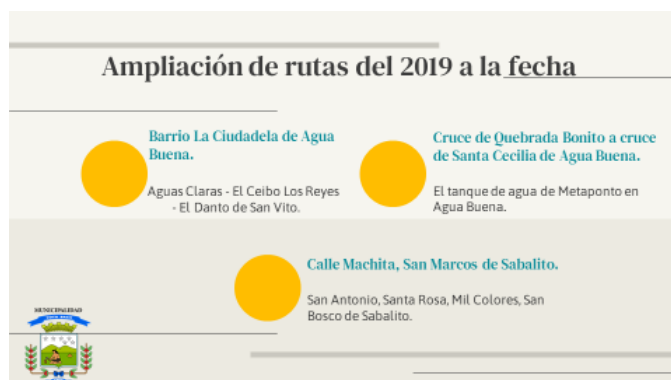 Ampliación de rutas del 2019 a la fecha
Barrio La Ciudadela de Agua
Buena.
Aguas Claras - El Ceibo Los Reyes
- El Danto de San Vito.
Cruce de Quebrada Bonito a cruce
de Santa Cecilia de Agua Buena.
El tanque de agua de Metaponto en
Agua Buena.
Calle Machita, San Marcos de Sabalito.
San Antonio, Santa Rosa, Mil Colores, San
Bosco de Sabalito.
MUNICIPALIDAD